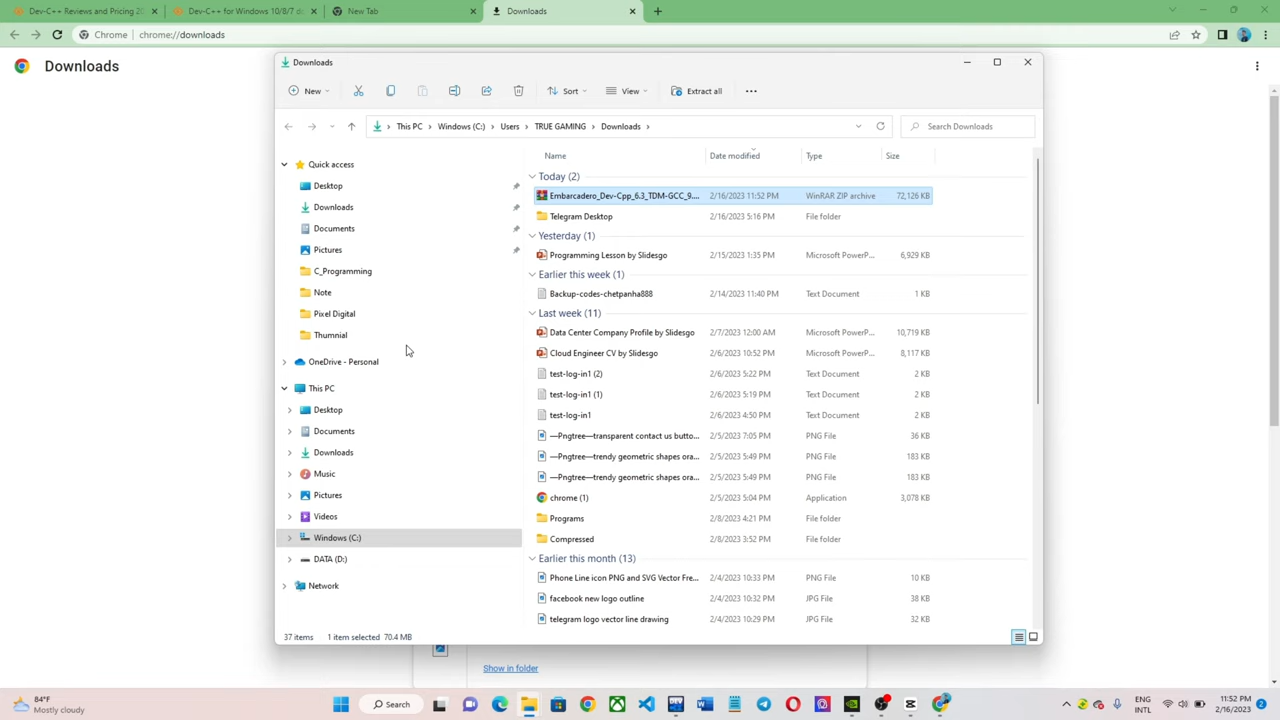 Dev-C++ Reviews and Pricing 20
Dev-C++ for Windows 10/8/7 d
New Tab
Downloads
Chrome
chrome://downloads
Downloads
Downloads
New
Sort
View
Extract all
This PC
Windows (C:)
Users
TRUE GAMING
Downloads
Search Downloads
Name
Date modified
Type
Size
Quick access
Desktop
Downloads
Documents
Pictures
C_Programming
Note
Pixel Digital
Thumnial
OneDrive - Personal
This PC
Desktop
Documents
Downloads
Music
Pictures
Videos
Windows (C:)
DATA (D:)
Network
Today (2)
Embarcadero_Dev-Cpp_6.3_TDM-GCC_9.... 2/16/2023 11:52 PM WinRAR ZIP archive 72,126 KB
Telegram Desktop 2/16/2023 5:16 PM File folder
Yesterday (1)
Programming Lesson by Slidesgo 2/15/2023 1:35 PM Microsoft PowerP... 6,929 KB
Earlier this week (1)
Backup-codes-chetpanha888 2/14/2023 11:40 PM Text Document 1 KB
Last week (11)
Data Center Company Profile by Slidesgo 2/7/2023 12:00 AM Microsoft PowerP... 10,719 KB
Cloud Engineer CV by Slidesgo 2/6/2023 10:52 PM Microsoft PowerP... 8,117 KB
test-log-in1 (2) 2/6/2023 5:22 PM Text Document 2 KB
test-log-in1 (1) 2/6/2023 5:19 PM Text Document 2 KB
test-log-in1 2/6/2023 4:50 PM Text Document 2 KB
—Pngtree—transparent contact us butto... 2/5/2023 7:05 PM PNG File 36 KB
—Pngtree—trendy geometric shapes ora... 2/5/2023 5:49 PM PNG File 183 KB
—Pngtree—trendy geometric shapes ora... 2/5/2023 5:49 PM PNG File 183 KB
chrome (1) 2/5/2023 5:04 PM Application 3,078 KB
Programs 2/8/2023 4:21 PM File folder
Compressed 2/8/2023 3:52 PM File folder
Earlier this month (13)
Phone Line icon PNG and SVG Vector Fre... 2/4/2023 10:33 PM PNG File 10 KB
facebook new logo outline 2/4/2023 10:32 PM JPG File 38 KB
telegram logo vector line drawing 2/4/2023 10:29 PM JPG File 32 KB
37 items
1 item selected 70.4 MB
Show in folder
84°F
Mostly cloudy
Search
ENG
INTL
11:52 PM
2/16/2023